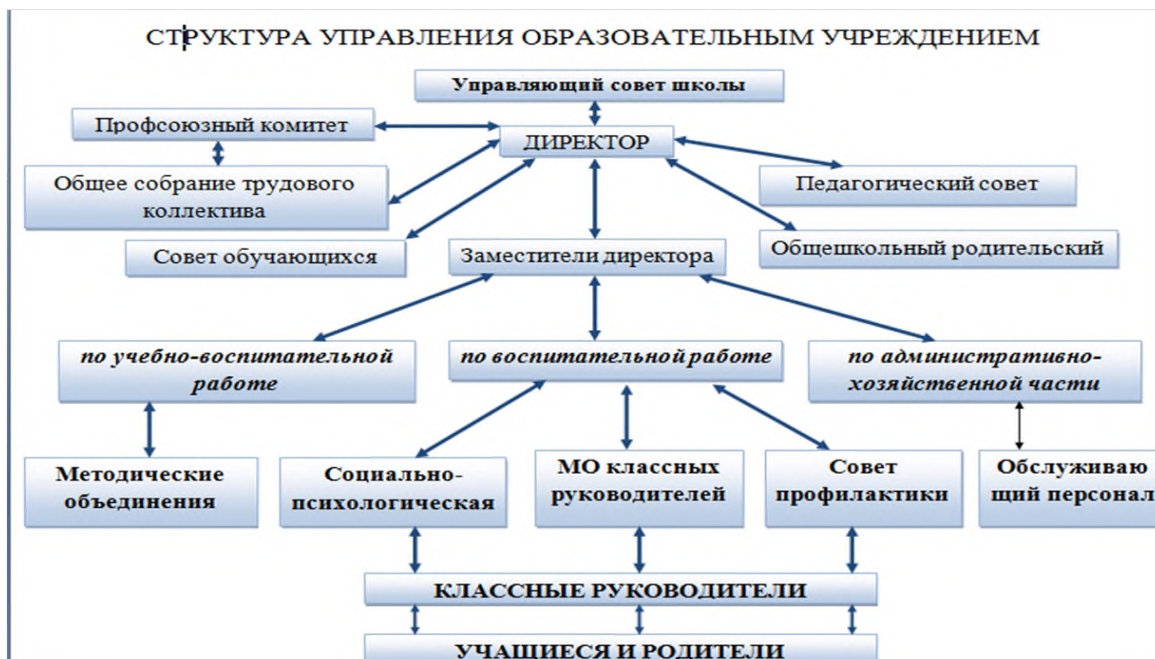 СТРУКТУРА УПРАВЛЕНИЯ ОБРАЗОВАТЕЛЬНЫМ УЧРЕЖДЕНИЕМ
Управляющий совет школы
Профсоюзный комитет
ДИРЕКТОР
Общее собрание трудового
коллектива
Педагогический совет
Совет обучающихся
Заместители директора
Общешкольный родительский
по учебно-воспитательной
работе
по воспитательной работе
по административно-
хозяйственной части
Методические
объединения
Социально-
психологическая
МО классных
руководителей
Совет
профилактики
Обслуживаю
щий персонал
КЛАССНЫЕ РУКОВОДИТЕЛИ
УЧАЩИЕСЯ И РОДИТЕЛИ